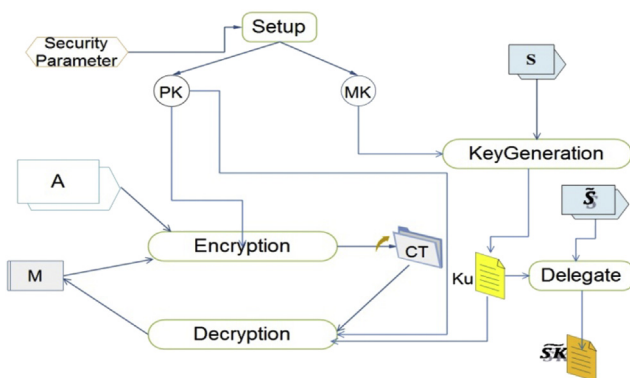 Setup
Security
Parameter
S
PK
MK
KeyGeneration
A
S̃
Encryption
CT
M
Ku
Delegate
Decryption
S̃K̃